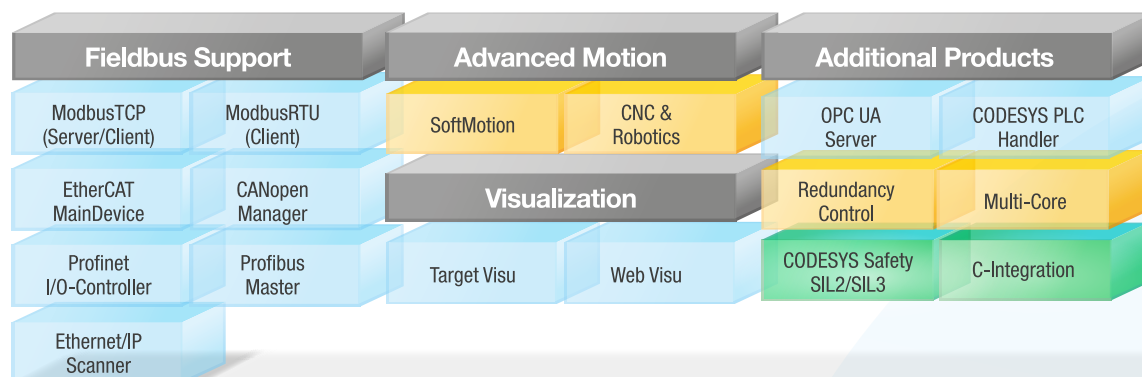 Fieldbus Support
ModbusTCP
(Server/Client)
ModbusRTU
(Client)
EtherCAT
MainDevice
CANopen
Manager
Profinet
I/O-Controller
Profibus
Master
Ethernet/IP
Scanner
Advanced Motion
SoftMotion
CNC &
Robotics
Visualization
Target Visu
Web Visu
Additional Products
OPC UA
Server
CODESYS PLC
Handler
Redundancy
Control
Multi-Core
CODESYS Safety
SIL2/SIL3
C-Integration